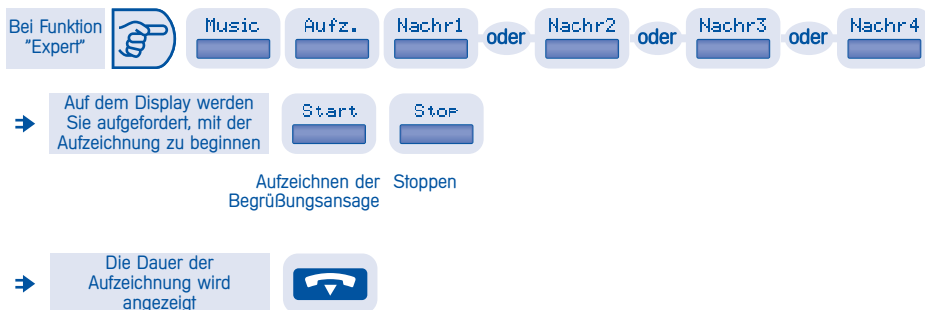 Bei Funktion
"Expert"
Music
Aufz.
Nachr1
oder
Nachr2
oder
Nachr3
oder
Nachr4
Auf dem Display werden
Sie aufgefordert, mit der
Aufzeichnung zu beginnen
Start
Stop
Aufzeichnen der
Begrüßungsansage
Stoppen
Die Dauer der
Aufzeichnung wird
angezeigt